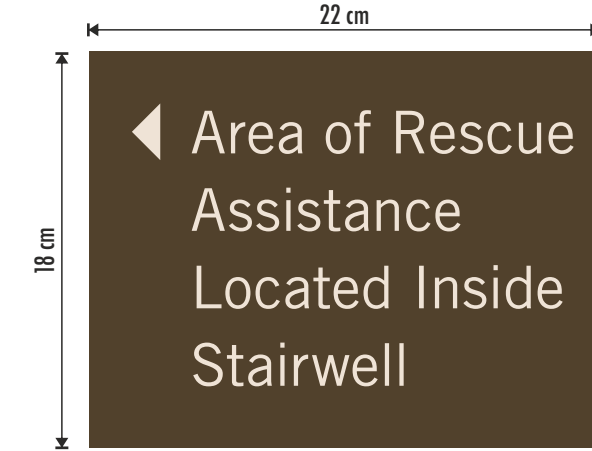 22 cm
18 cm
Area of Rescue
Assistance
Located Inside
Stairwell